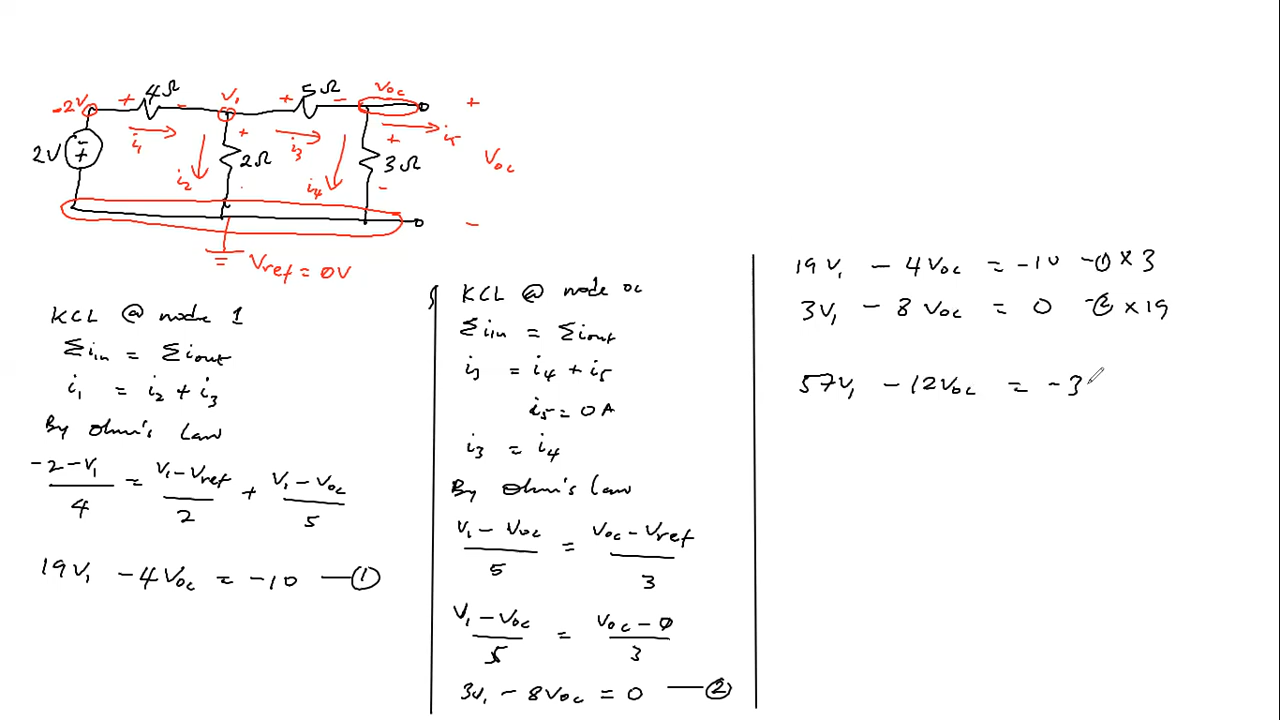 4Ω
5Ω
-2V
V₁
Voc
+ -
+ -
+
i₁
i₃
i₅
2V
- +
+
2Ω
+
3Ω
Voc
i₂
i₄
-
-
Vref = 0V
KCL @ node 1
Σiin = Σiout
i₁ = i₂ + i₃
By Ohm's Law
(-2 - V₁)/4 = (V₁ - Vref)/2 + (V₁ - Voc)/5
19V₁ - 4Voc = -10 —①
KCL @ node oc
Σiin = Σiout
i₃ = i₄ + i₅
i₅ = 0A
i₃ = i₄
By Ohm's law
(V₁ - Voc)/5 = (Voc - Vref)/3
(V₁ - Voc)/5 = (Voc - 0)/3
3V₁ - 8Voc = 0 —②
19V₁ - 4Voc = -10 -① × 3
3V₁ - 8Voc = 0 -② × 19
57V₁ - 12Voc = -3